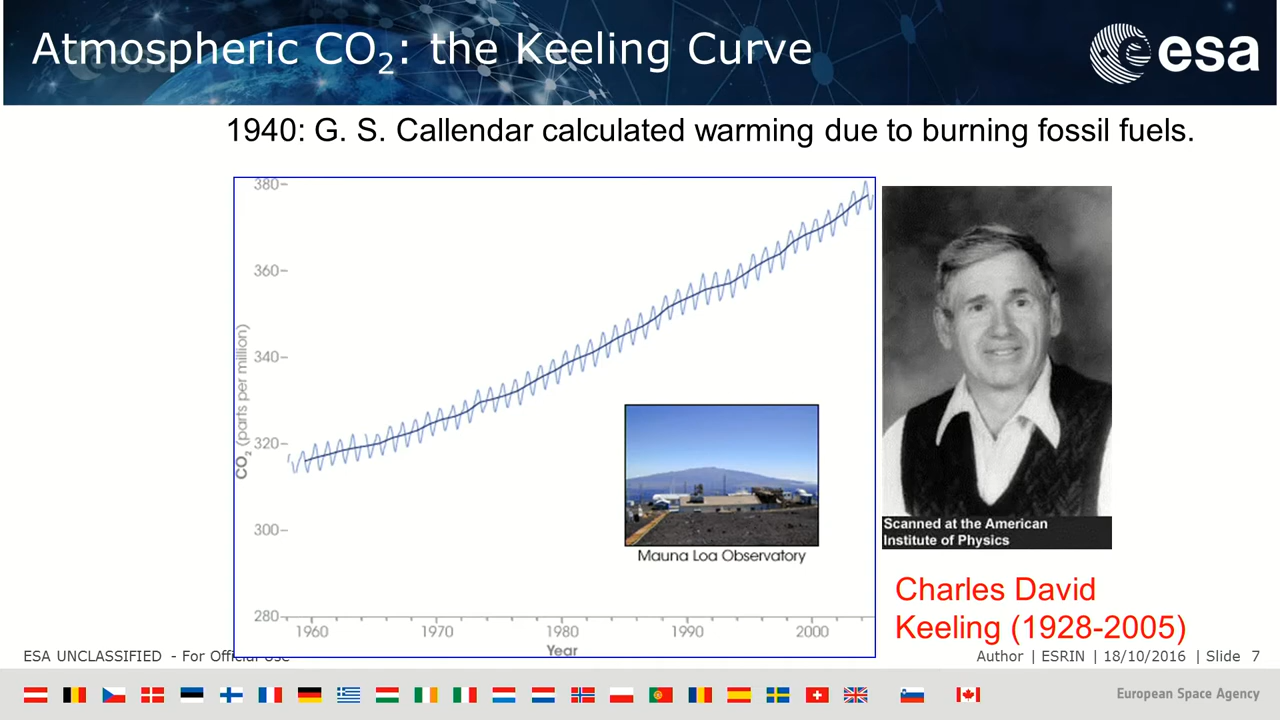 Atmospheric CO₂: the Keeling Curve
esa
1940: G. S. Callendar calculated warming due to burning fossil fuels.
380
360
340
320
300
280
CO₂ (parts per million)
1960 1970 1980 1990 2000
Year
Mauna Loa Observatory
Scanned at the American
Institute of Physics
Charles David
Keeling (1928-2005)
ESA UNCLASSIFIED - For Official Use
Author | ESRIN | 18/10/2016 | Slide 7
European Space Agency